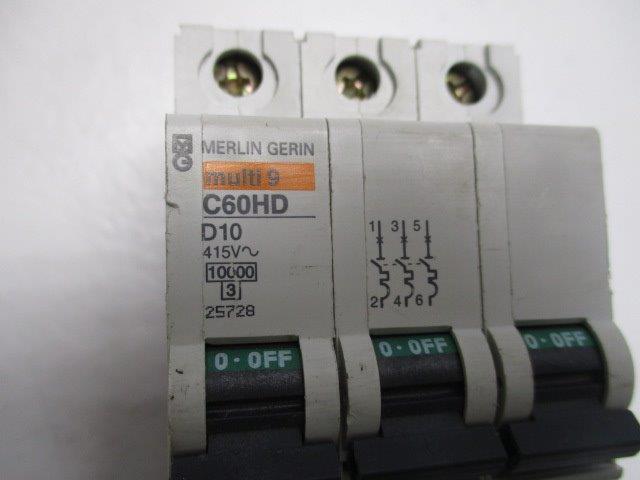 MG
MERLIN GERIN
multi 9
C60HD
D10
415V~
10000
3
25728
1 3 5
2 4 6
0·OFF
0·OFF
0·OFF